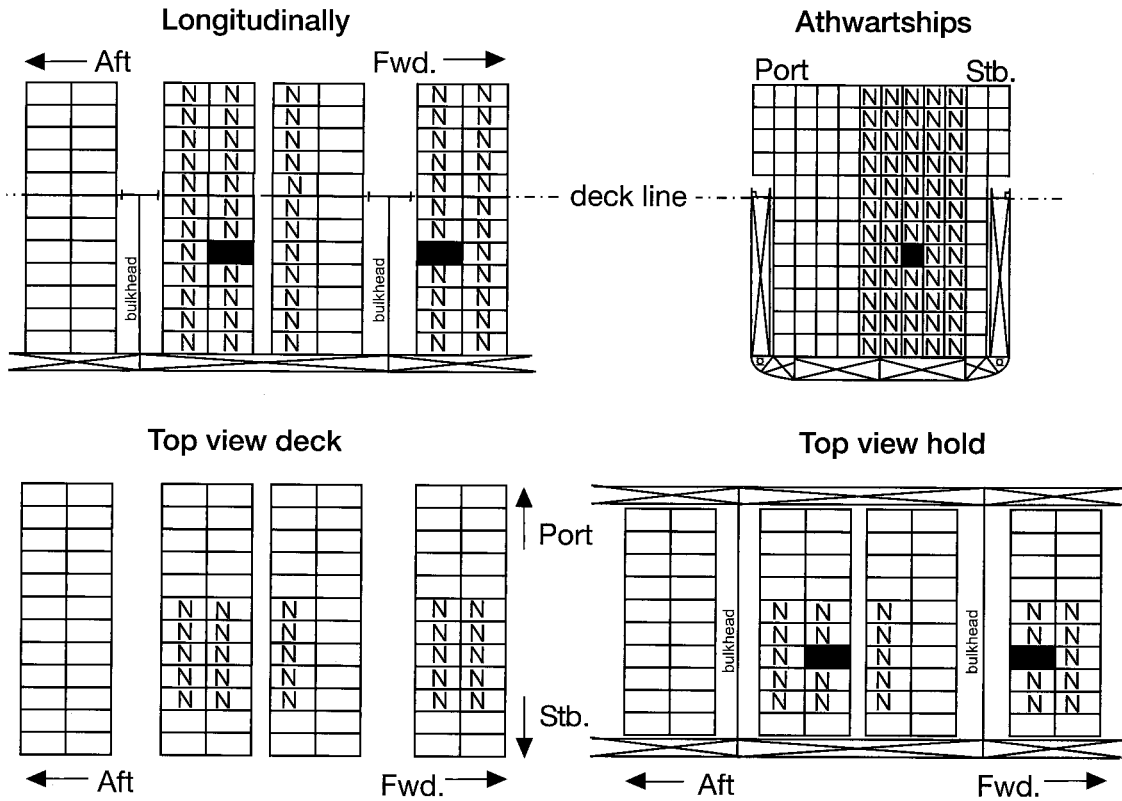 Longitudinally
Aft Fwd.
N N N N N
N N N N N
N N N N N
N N N N N
N N N N N
N N N N N
N N N N N
N N N
N N N N N
N N N N N
N N N N N
N N N N N
bulkhead
bulkhead
deck line
Athwartships
Port Stb.
N N N N N
N N N N N
N N N N N
N N N N N
N N N N N
N N N N N
N N N N N
N N N N
N N N N N
N N N N N
N N N N N
N N N N N
Top view deck
Port
N N N N N
N N N N N
N N N N N
N N N N N
N N N N N
Stb.
Aft Fwd.
Top view hold
bulkhead
bulkhead
N N N N N
N N N N N
N N N
N N N N N
N N N N N
Aft Fwd.